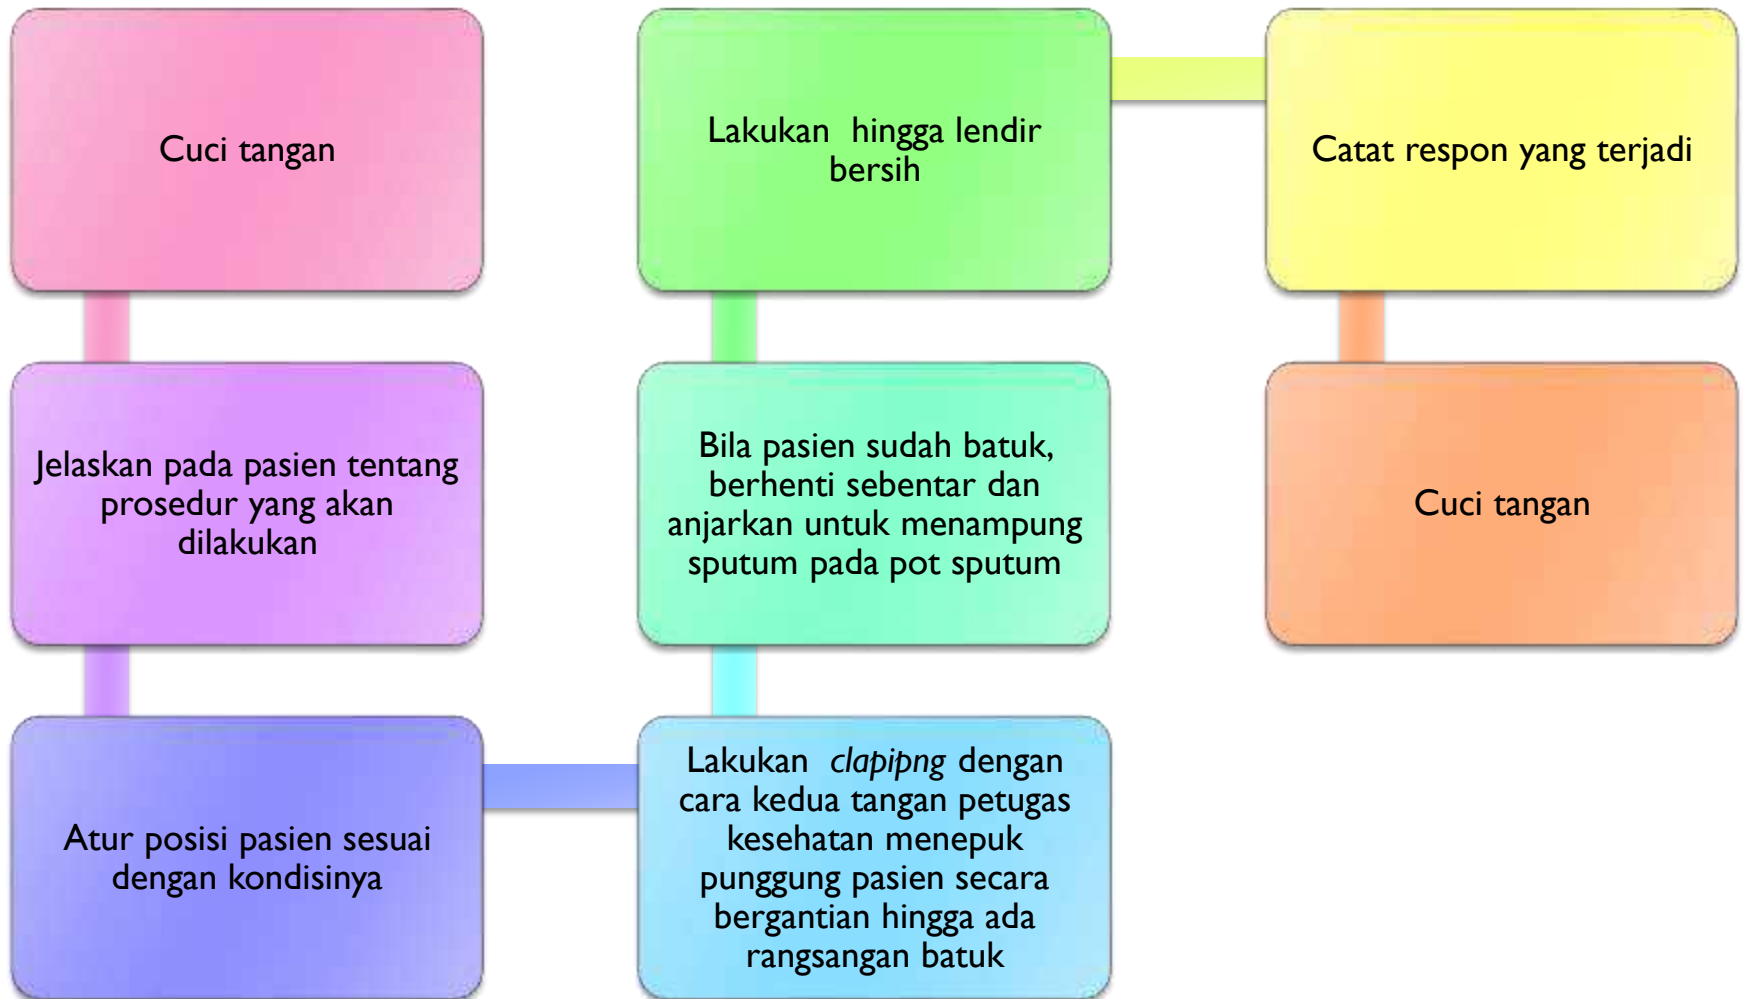 Cuci tangan
Jelaskan pada pasien tentang
prosedur yang akan
dilakukan
Atur posisi pasien sesuai
dengan kondisinya
Lakukan clapipng dengan
cara kedua tangan petugas
kesehatan menepuk
punggung pasien secara
bergantian hingga ada
rangsangan batuk
Bila pasien sudah batuk,
berhenti sebentar dan
anjarkan untuk menampung
sputum pada pot sputum
Lakukan hingga lendir
bersih
Catat respon yang terjadi
Cuci tangan